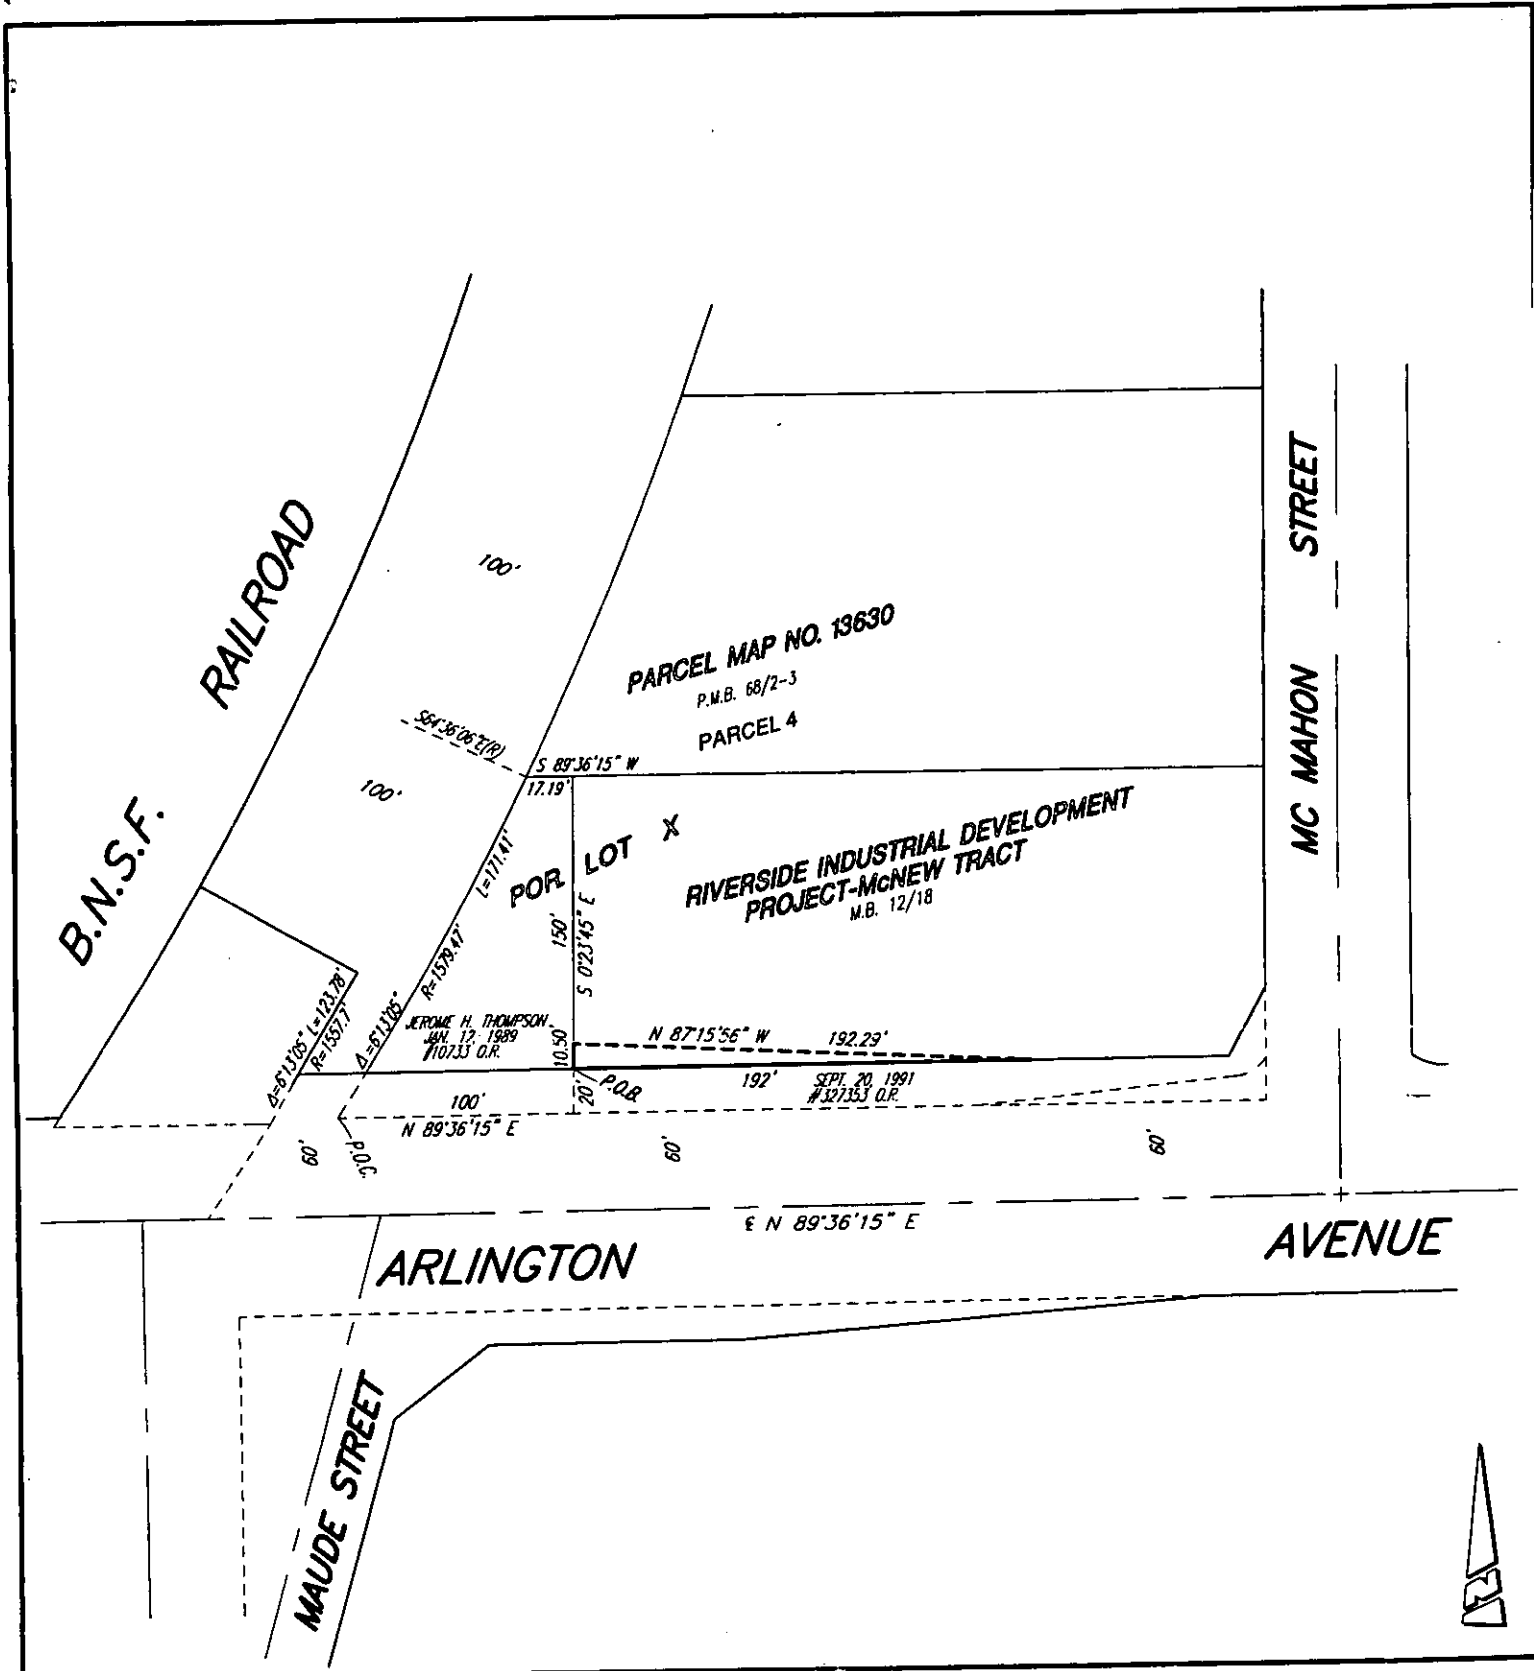 100'
RAILROAD
STREET
PARCEL MAP NO. 13630
P.M.B. 68/2-3
PARCEL 4
MC MAHON
S64°36'06"E(R)
S 89°36'15" W
17.19'
100'
B.N.S.F.
L=171.41'
POR LOT X
RIVERSIDE INDUSTRIAL DEVELOPMENT
PROJECT-McNEW TRACT
M.B. 12/18
150'
S 0°23'45" E
R=1579.47'
Δ=6°13'05"
Δ=6°13'05" L=123.78'
R=1557.7'
JEROME H. THOMPSON
JAN. 12, 1989
#10733 O.R.
10.50'
N 87°15'56" W 192.29'
20'
P.O.B.
192'
SEPT. 20, 1991
#327353 O.R.
100'
N 89°36'15" E
60'
P.O.C.
60'
60'
℄ N 89°36'15" E
ARLINGTON AVENUE
MAUDE STREET
N